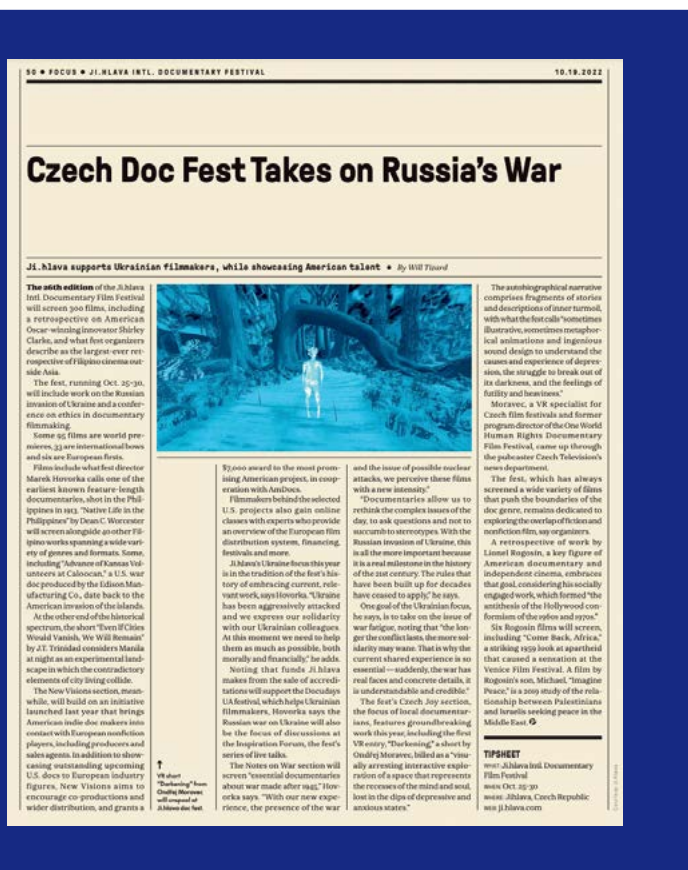 50 ● FOCUS ● JI.HLAVA INTL. DOCUMENTARY FESTIVAL
10.19.2022
Czech Doc Fest Takes on Russia's War
Ji.hlava supports Ukrainian filmmakers, while showcasing American talent ● By Will Tizard
The 26th edition of the Ji.hlava
Intl. Documentary Film Festival
will screen 300 films, including
a retrospective on American
Oscar-winning innovator Shirley
Clarke, and what fest organizers
describe as the largest-ever ret-
rospective of Filipino cinema out-
side Asia.
The fest, running Oct. 25-30,
will include work on the Russian
invasion of Ukraine and a confer-
ence on ethics in documentary
filmmaking.
Some 95 films are world pre-
mieres, 33 are international bows
and six are European firsts.
Films include what fest director
Marek Hovorka calls one of the
earliest known feature-length
documentaries, shot in the Phil-
ippines in 1913. "Native Life in the
Philippines" by Dean C. Worcester
will screen alongside 40 other Fil-
ipino works spanning a wide vari-
ety of genres and formats. Some,
including "Advance of Kansas Vol-
unteers at Caloocan," a U.S. war
doc produced by the Edison Man-
ufacturing Co., date back to the
American invasion of the islands.
At the other end of the historical
spectrum, the short "Even If Cities
Would Vanish, We Will Remain"
by J.T. Trinidad considers Manila
at night as an experimental land-
scape in which the contradictory
elements of city living collide.
The New Visions section, mean-
while, will build on an initiative
launched last year that brings
American indie doc makers into
contact with European nonfiction
players, including producers and
sales agents. In addition to show-
casing outstanding upcoming
U.S. docs to European industry
figures, New Visions aims to
encourage co-productions and
wider distribution, and grants a
↑
VR short
"Darkening" from
Ondřej Moravec
will unspool at
Ji.hlava doc fest.
$7,000 award to the most prom-
ising American project, in coop-
eration with AmDocs.
Filmmakers behind the selected
U.S. projects also gain online
classes with experts who provide
an overview of the European film
distribution system, financing,
festivals and more.
Ji.hlava's Ukraine focus this year
is in the tradition of the fest's his-
tory of embracing current, rele-
vant work, says Hovorka. "Ukraine
has been aggressively attacked
and we express our solidarity
with our Ukrainian colleagues.
At this moment we need to help
them as much as possible, both
morally and financially," he adds.
Noting that funds Ji.hlava
makes from the sale of accredi-
tations will support the Docudays
UA festival, which helps Ukrainian
filmmakers, Hovorka says the
Russian war on Ukraine will also
be the focus of discussions at
the Inspiration Forum, the fest's
series of live talks.
The Notes on War section will
screen "essential documentaries
about war made after 1945," Hov-
orka says. "With our new expe-
rience, the presence of the war
and the issue of possible nuclear
attacks, we perceive these films
with a new intensity."
"Documentaries allow us to
rethink the complex issues of the
day, to ask questions and not to
succumb to stereotypes. With the
Russian invasion of Ukraine, this
is all the more important because
it is a real milestone in the history
of the 21st century. The rules that
have been built up for decades
have ceased to apply," he says.
One goal of the Ukrainian focus,
he says, is to take on the issue of
war fatigue, noting that "the lon-
ger the conflict lasts, the more sol-
idarity may wane. That is why the
current shared experience is so
essential — suddenly, the war has
real faces and concrete details, it
is understandable and credible."
The fest's Czech Joy section,
the focus of local documentar-
ians, features groundbreaking
work this year, including the first
VR entry, "Darkening," a short by
Ondřej Moravec, billed as a "visu-
ally arresting interactive explo-
ration of a space that represents
the recesses of the mind and soul,
lost in the dips of depressive and
anxious states."
The autobiographical narrative
comprises fragments of stories
and descriptions of inner turmoil,
with what the fest calls "sometimes
illustrative, sometimes metaphor-
ical animations and ingenious
sound design to understand the
causes and experience of depres-
sion, the struggle to break out of
its darkness, and the feelings of
futility and heaviness."
Moravec, a VR specialist for
Czech film festivals and former
program director of the One World
Human Rights Documentary
Film Festival, came up through
the pubcaster Czech Television's
news department.
The fest, which has always
screened a wide variety of films
that push the boundaries of the
doc genre, remains dedicated to
exploring the overlap of fiction and
nonfiction film, say organizers.
A retrospective of work by
Lionel Rogosin, a key figure of
American documentary and
independent cinema, embraces
that goal, considering his socially
engaged work, which formed "the
antithesis of the Hollywood con-
formism of the 1960s and 1970s."
Six Rogosin films will screen,
including "Come Back, Africa,"
a striking 1959 look at apartheid
that caused a sensation at the
Venice Film Festival. A film by
Rogosin's son, Michael, "Imagine
Peace," is a 2019 study of the rela-
tionship between Palestinians
and Israelis seeking peace in the
Middle East.
TIPSHEET
WHAT Ji.hlava Intl. Documentary
Film Festival
WHEN Oct. 25-30
WHERE Jihlava, Czech Republic
WEB ji.hlava.com